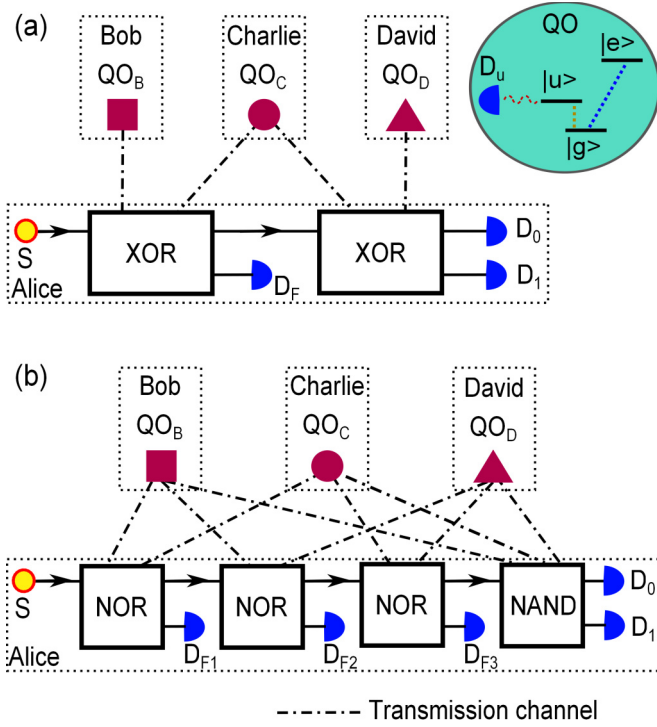 (a)
Bob Charlie David QO
QO_B QO_C QO_D |e>
D_u |u>
|g>
XOR XOR D_0
S
Alice D_F D_1
(b)
Bob Charlie David
QO_B QO_C QO_D
NOR NOR NOR NAND D_0
S
Alice D_F1 D_F2 D_F3 D_1
Transmission channel